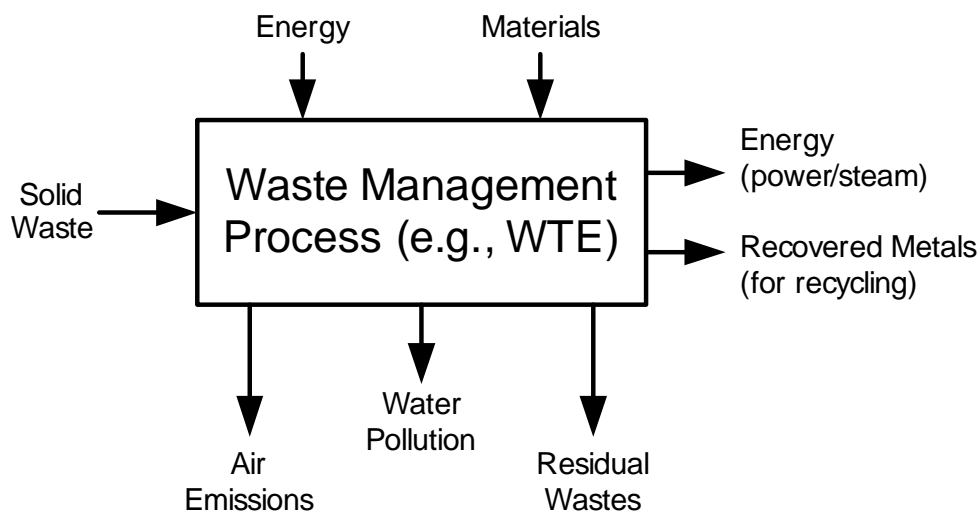 Energy
Materials
Solid
Waste
Waste Management
Process (e.g., WTE)
Energy
(power/steam)
Recovered Metals
(for recycling)
Air
Emissions
Water
Pollution
Residual
Wastes